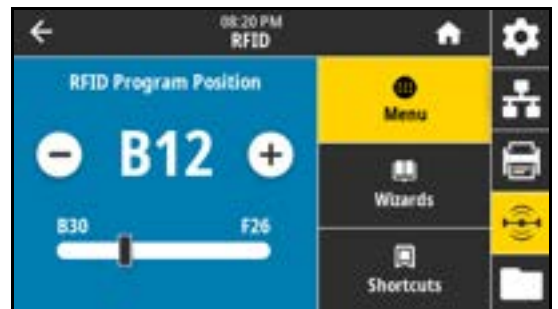 08:20 PM
RFID
RFID Program Position
B12
B30 F26
Menu
Wizards
Shortcuts